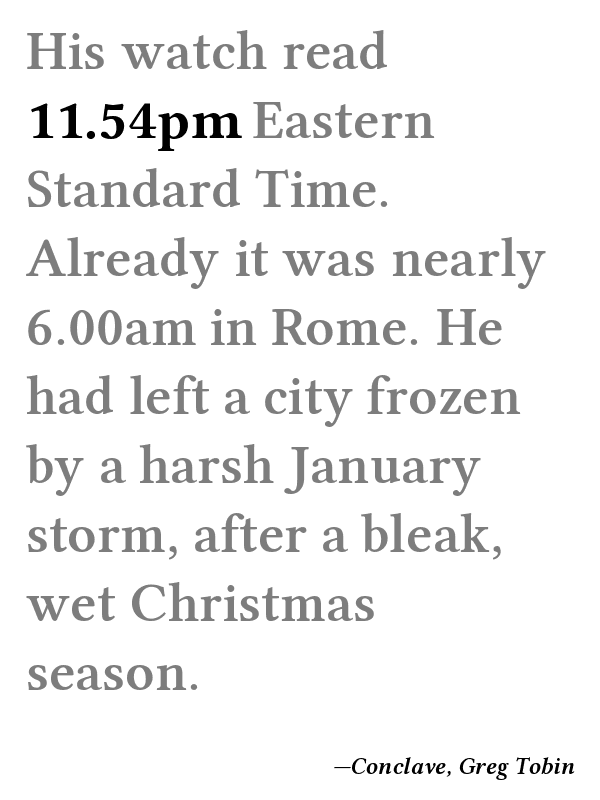 His watch read
11.54pm Eastern
Standard Time.
Already it was nearly
6.00am in Rome. He
had left a city frozen
by a harsh January
storm, after a bleak,
wet Christmas
season.
—Conclave, Greg Tobin